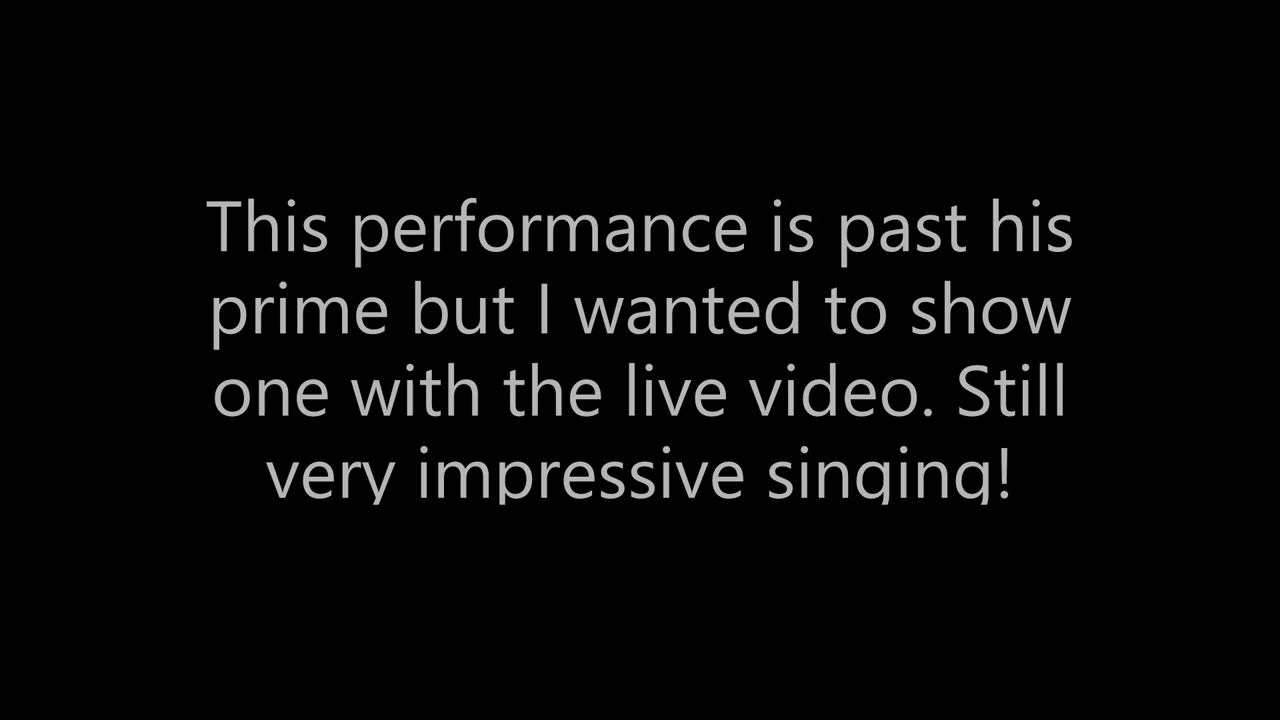 This performance is past his
prime but I wanted to show
one with the live video. Still
very impressive singing!